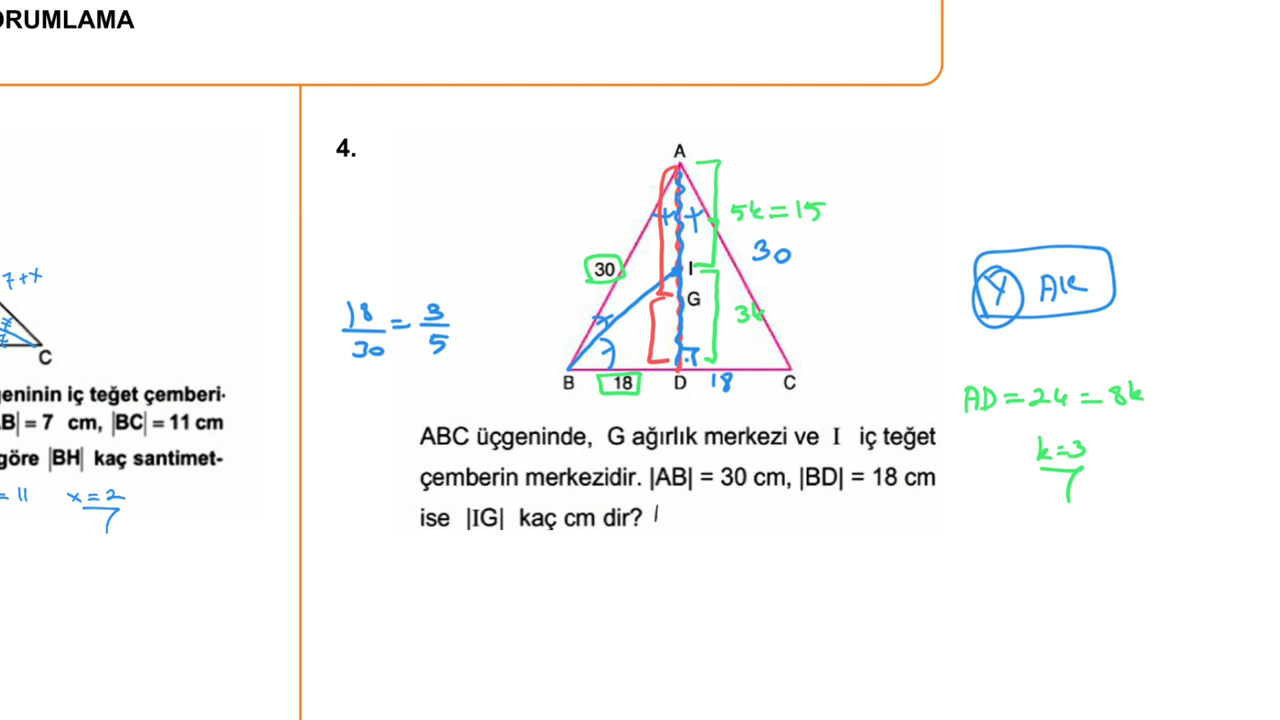 ORUMLAMA
7+x
C
geninin iç teğet çemberi-
B| = 7 cm, |BC| = 11 cm
göre |BH| kaç santimet-
= 11 x = 2
4.
A
5k = 15
30
30
I
G
3k
18/30 = 3/5
B 18 D 18 C
ABC üçgeninde, G ağırlık merkezi ve I iç teğet
çemberin merkezidir. |AB| = 30 cm, |BD| = 18 cm
ise |IG| kaç cm dir?
AD = 24 = 8k
k = 3